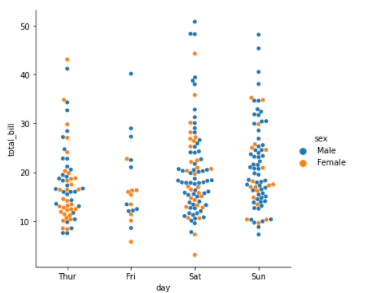 50
40
30
20
10
total_bill
Thur Fri Sat Sun
day
sex
Male
Female